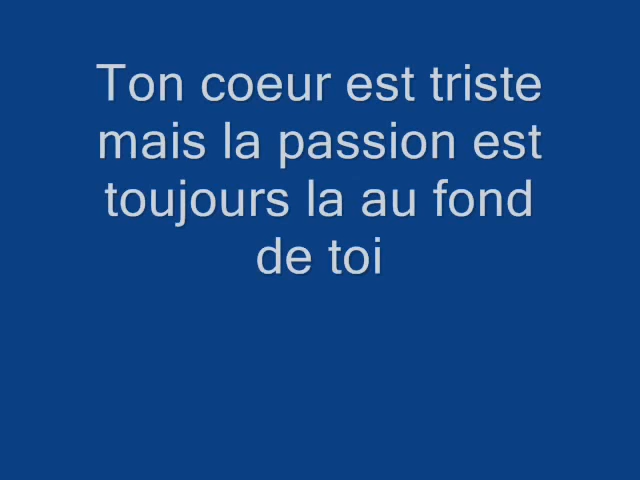 Ton coeur est triste
mais la passion est
toujours la au fond
de toi